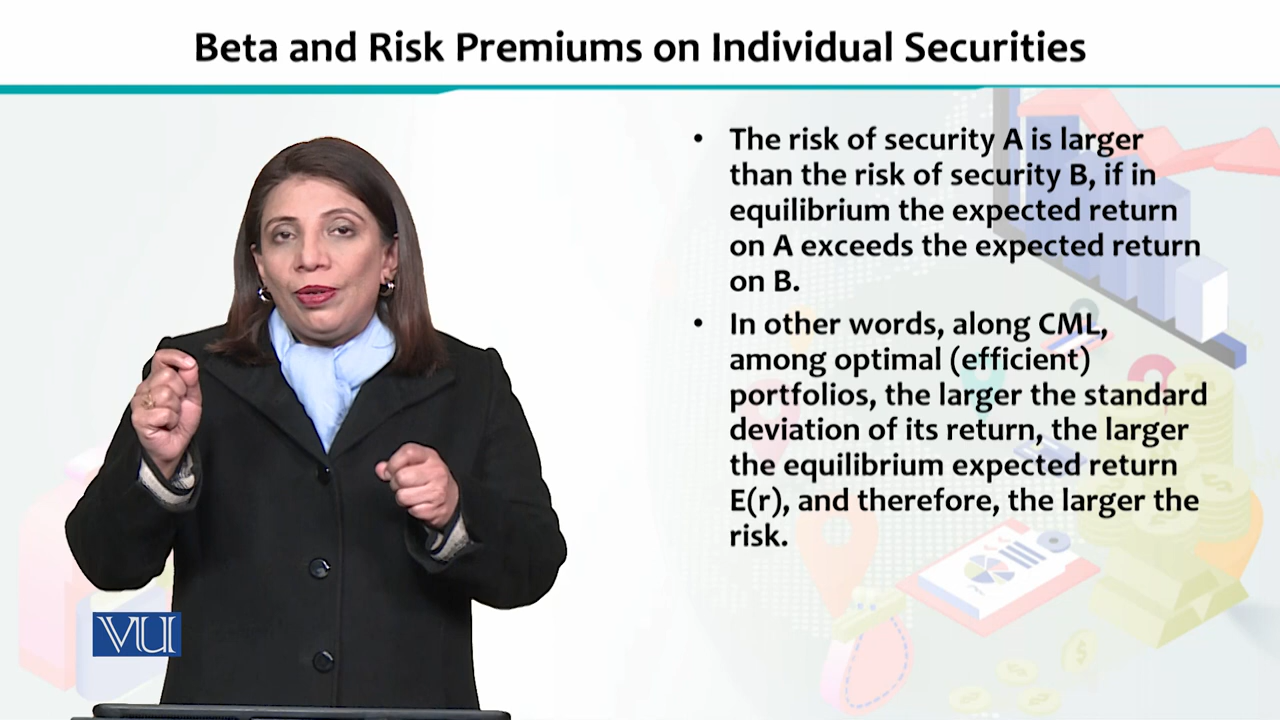 Beta and Risk Premiums on Individual Securities
• The risk of security A is larger
than the risk of security B, if in
equilibrium the expected return
on A exceeds the expected return
on B.
• In other words, along CML,
among optimal (efficient)
portfolios, the larger the standard
deviation of its return, the larger
the equilibrium expected return
E(r), and therefore, the larger the
risk.
VU